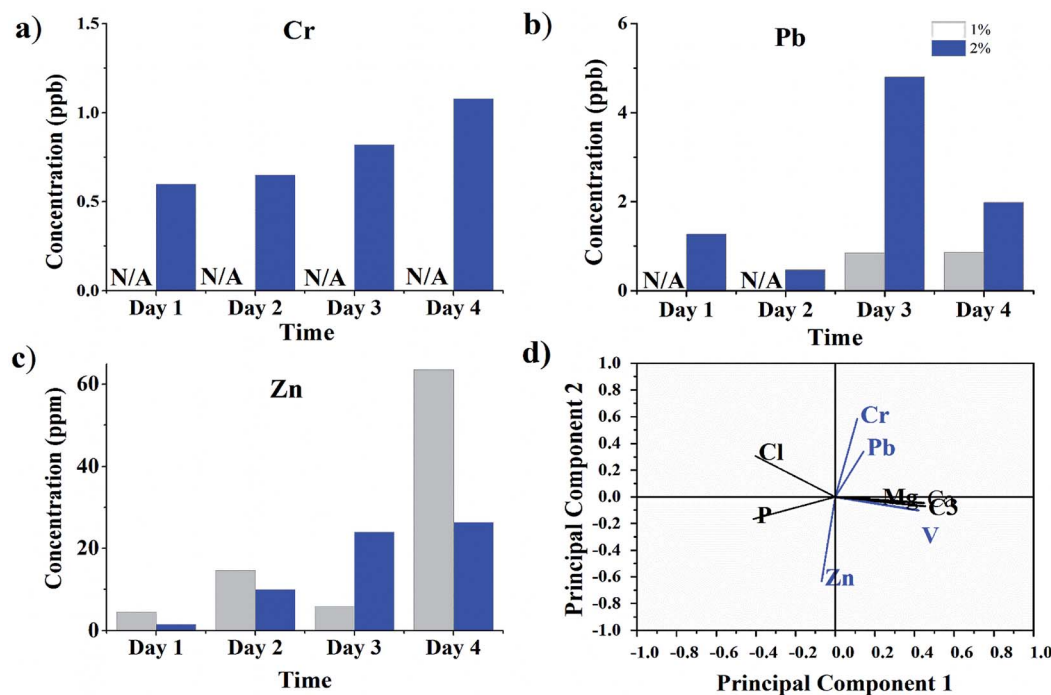 a)
Cr
Concentration (ppb)
1.5
1.0
0.5
0.0
N/A N/A N/A N/A
Day 1 Day 2 Day 3 Day 4
Time
b)
Pb
1%
2%
Concentration (ppb)
6
4
2
0
N/A N/A
Day 1 Day 2 Day 3 Day 4
Time
c)
Zn
Concentration (ppm)
60
40
20
0
Day 1 Day 2 Day 3 Day 4
Time
d)
Principal Component 2
1.0
0.8
0.6
0.4
0.2
0.0
-0.2
-0.4
-0.6
-0.8
-1.0
Cr
Pb
Cl
Mg
P
V
Zn
-1.0 -0.8 -0.6 -0.4 -0.2 0.0 0.2 0.4 0.6 0.8 1.0
Principal Component 1